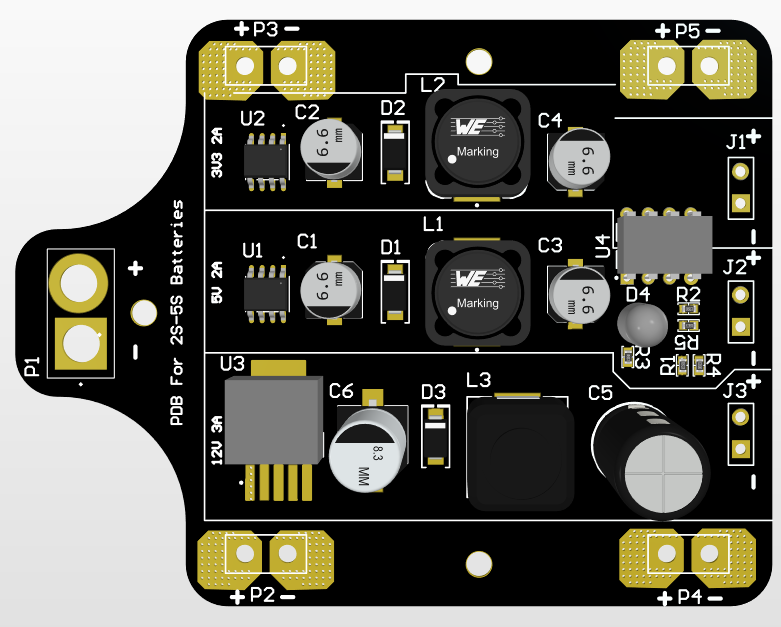 + P3 -
+ P5 -
L2
C2
D2
U2
C4
J1
+
3V3 2A
6.6 mm
WE
Marking
6.6 mm
-
L1
U4
C1
D1
U1
C3
J2
+
5V 2A
6.6 mm
WE
Marking
6.6 mm
D4
R2
R5
R3
R1
R4
-
+
-
P1
PDB For 2S-5S Batteries
U3
C6
D3
L3
C5
J3
+
12V 3A
8.3 MM
-
+ P2 -
+ P4 -